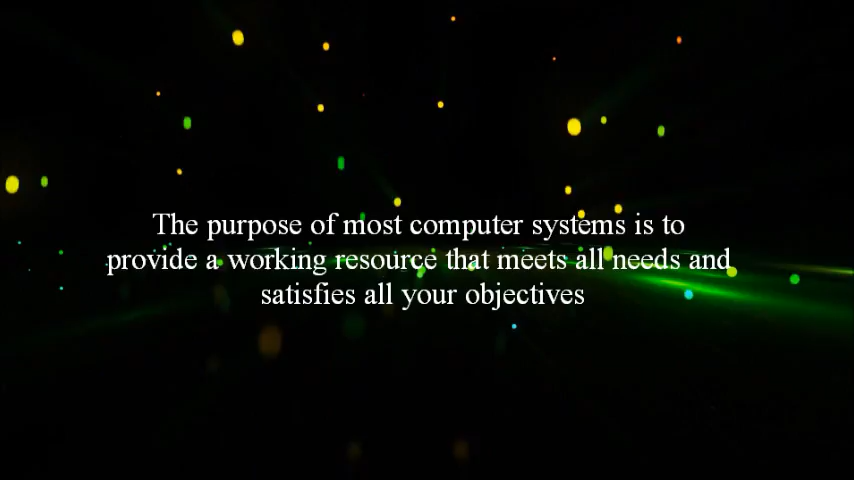 The purpose of most computer systems is to
provide a working resource that meets all needs and
satisfies all your objectives